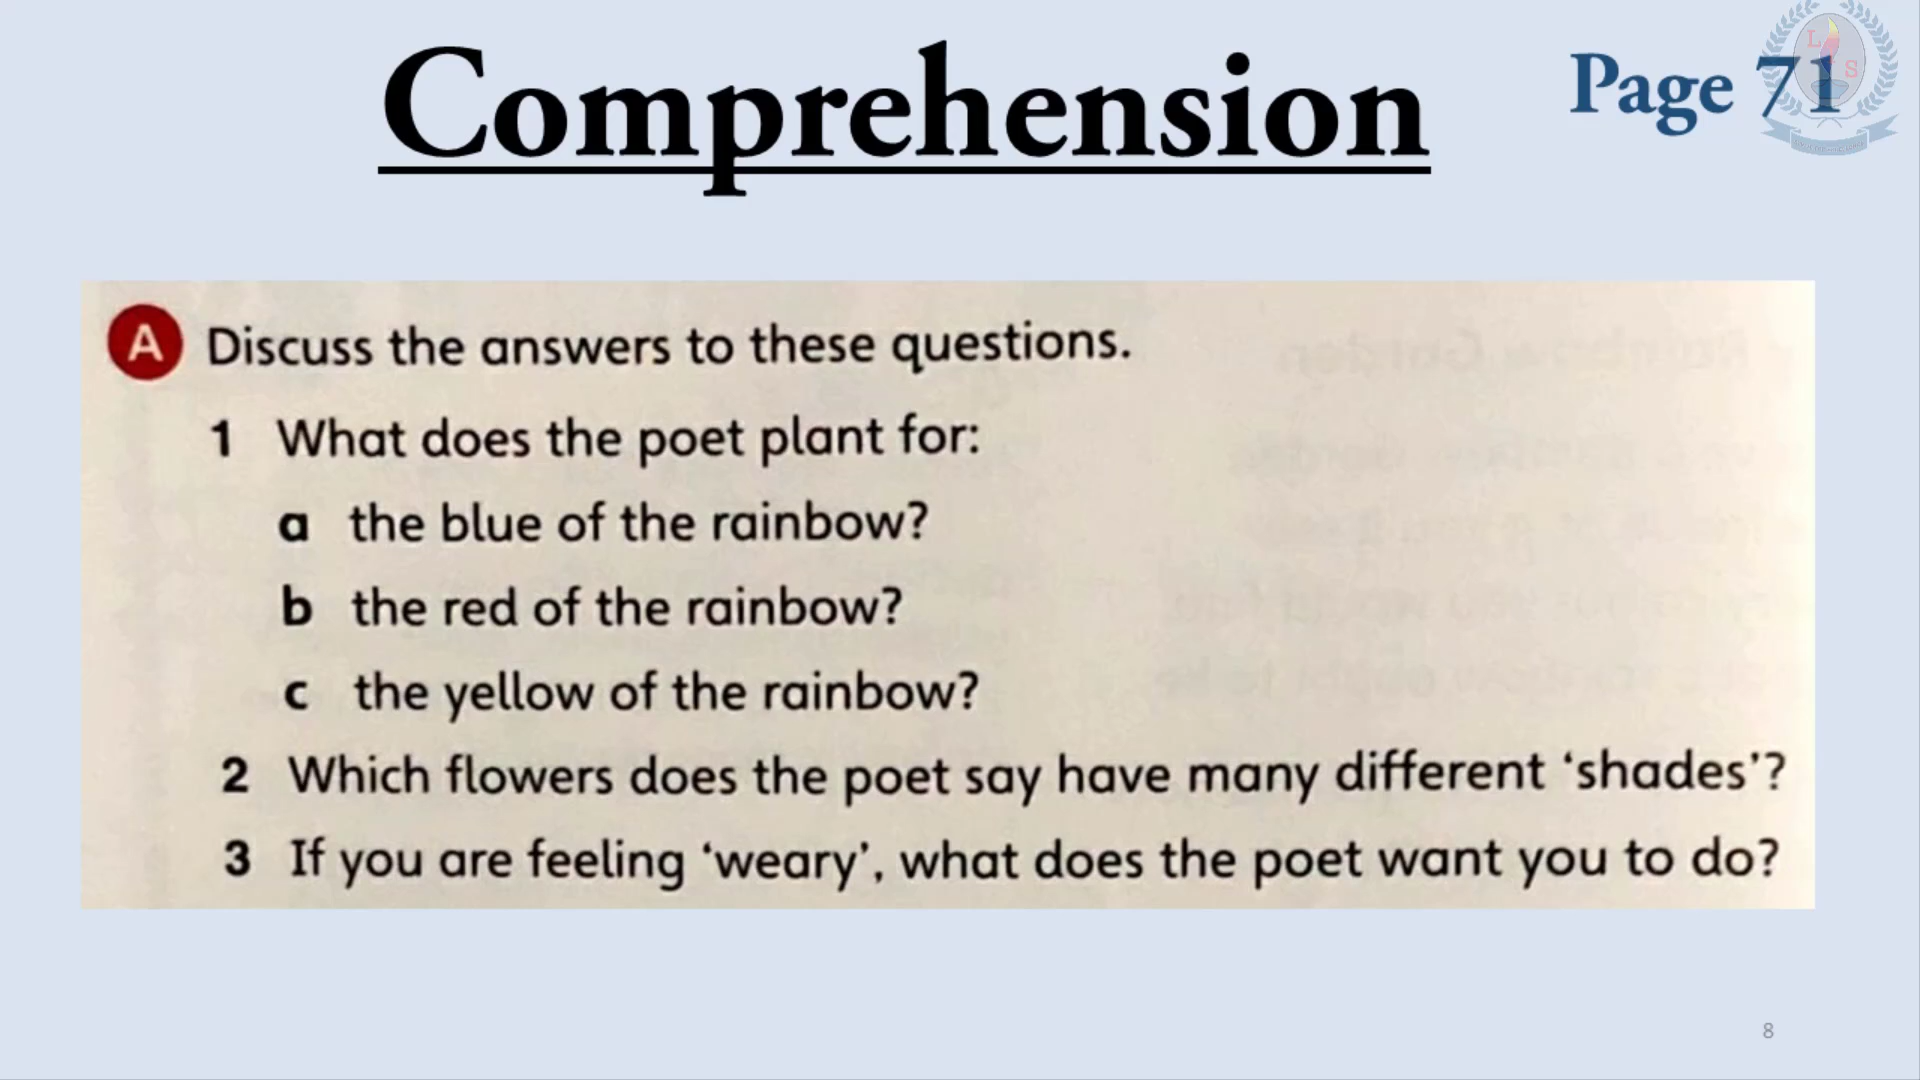 Comprehension
Page 71
L
S
A Discuss the answers to these questions.
1 What does the poet plant for:
a the blue of the rainbow?
b the red of the rainbow?
c the yellow of the rainbow?
2 Which flowers does the poet say have many different ‘shades’?
3 If you are feeling ‘weary’, what does the poet want you to do?
8